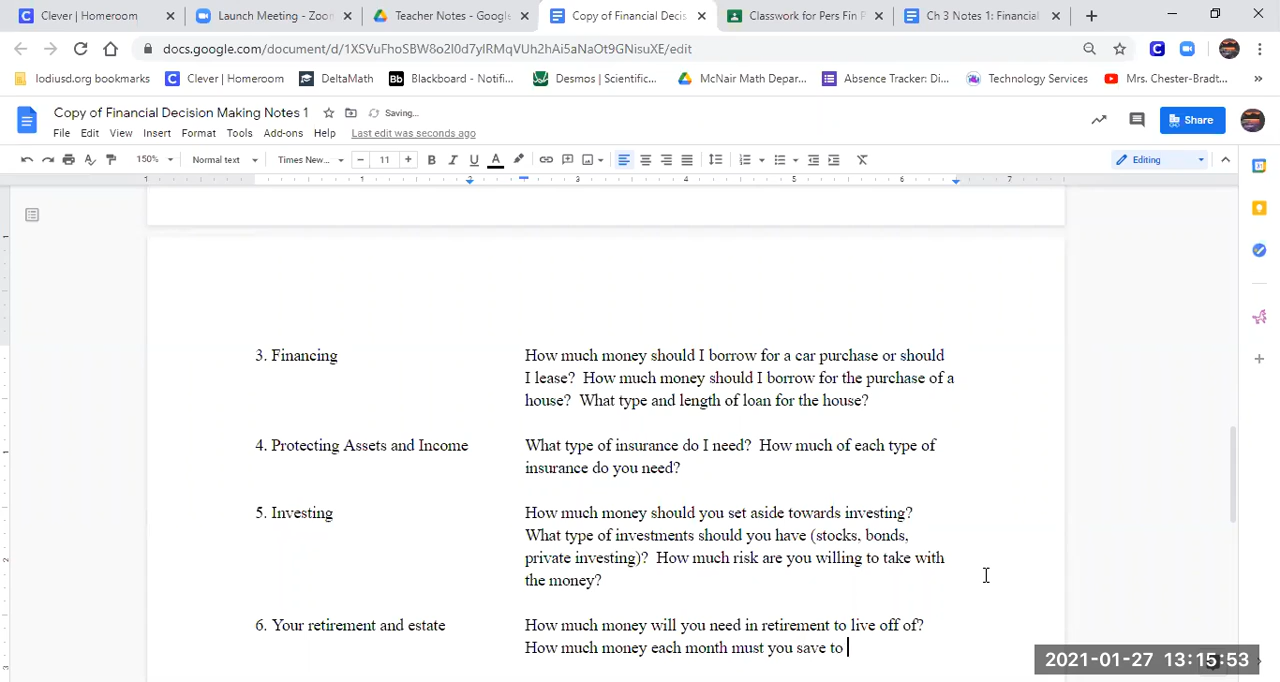 Clever | Homeroom
Launch Meeting - Zoo
Teacher Notes - Google
Copy of Financial Decis
Classwork for Pers Fin P
Ch 3 Notes 1: Financial
docs.google.com/document/d/1XSVuFhoSBW8o2I0d7ylRMqVUh2hAi5aNaOt9GNisuXE/edit
lodiusd.org bookmarks
Clever | Homeroom
DeltaMath
Blackboard - Notifi...
Desmos | Scientific...
McNair Math Depar...
Absence Tracker: Di...
Technology Services
Mrs. Chester-Bradt...
Copy of Financial Decision Making Notes 1
Saving...
Share
File Edit View Insert Format Tools Add-ons Help Last edit was seconds ago
150% Normal text Times New... 11 B I U A Editing
1 1 2 3 4 5 6 7
3. Financing How much money should I borrow for a car purchase or should
I lease? How much money should I borrow for the purchase of a
house? What type and length of loan for the house?
4. Protecting Assets and Income What type of insurance do I need? How much of each type of
insurance do you need?
5. Investing How much money should you set aside towards investing?
What type of investments should you have (stocks, bonds,
private investing)? How much risk are you willing to take with
the money?
6. Your retirement and estate How much money will you need in retirement to live off of?
How much money each month must you save to
2021-01-27 13:15:53